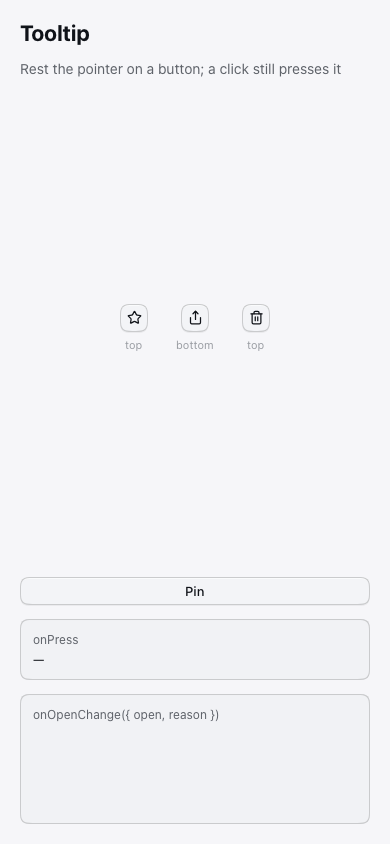 Tooltip
Rest the pointer on a button; a click still presses it
top
bottom
top
Pin
onPress
—
onOpenChange({ open, reason })